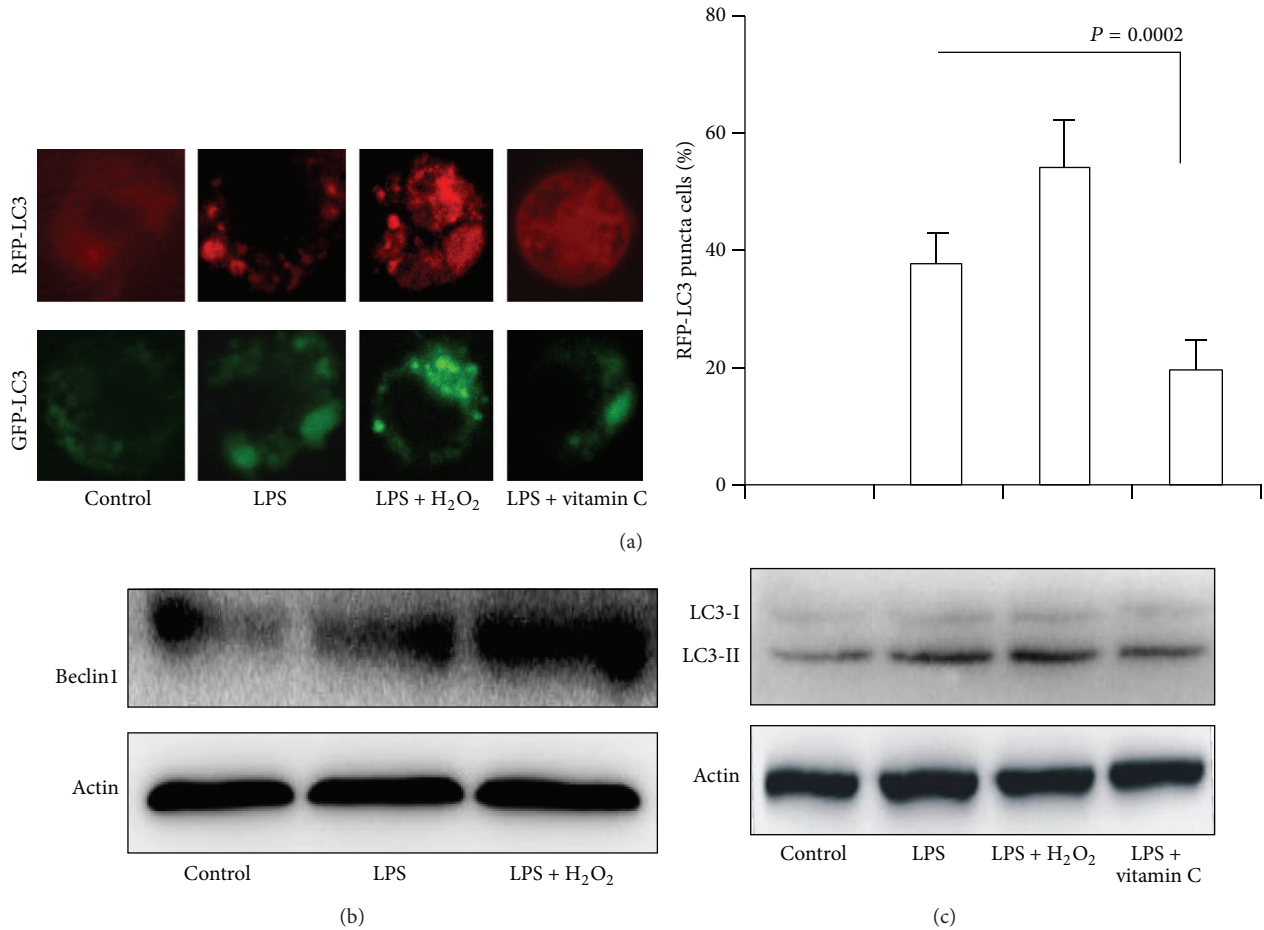 RFP-LC3
GFP-LC3
Control
LPS
LPS + H₂O₂
LPS + vitamin C
80
60
40
20
0
RFP-LC3 puncta cells (%)
P = 0.0002
(a)
Beclin1
Actin
Control
LPS
LPS + H₂O₂
(b)
LC3-I
LC3-II
Actin
Control
LPS
LPS + H₂O₂
LPS +
vitamin C
(c)